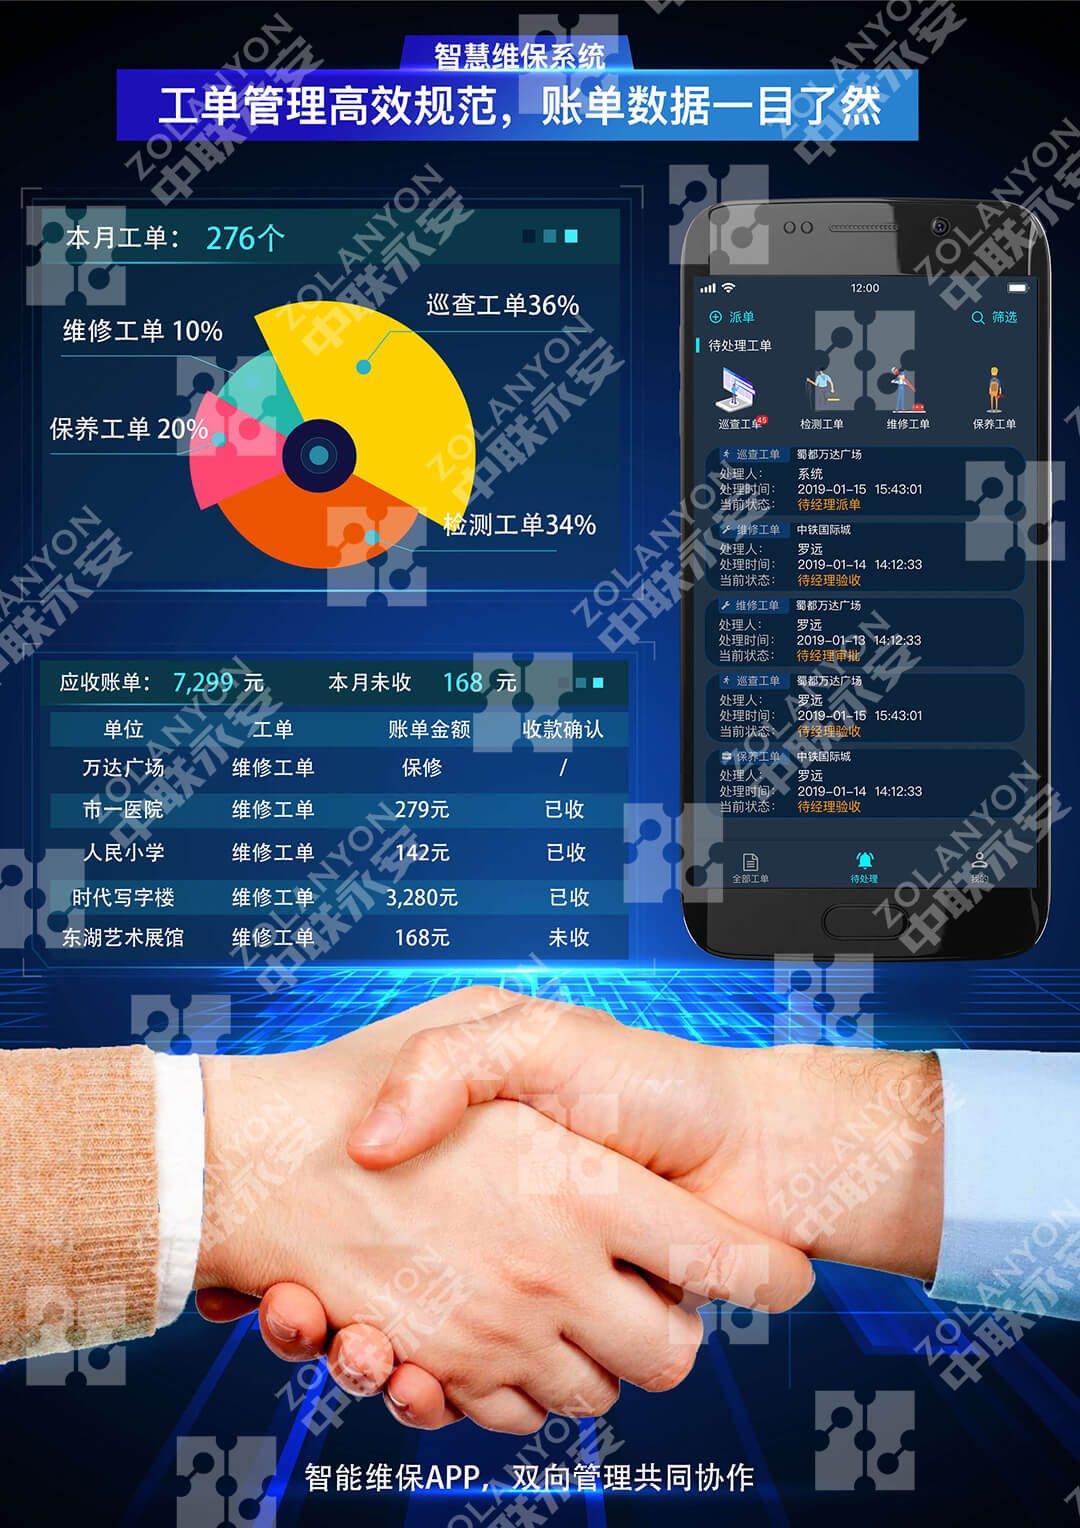 智慧维保系统
工单管理高效规范，账单数据一目了然
本月工单： 276个
维修工单 10%
巡查工单36%
保养工单 20%
检测工单34%
应收账单： 7,299 元 本月未收 168 元
单位 工单 账单金额 收款确认
万达广场 维修工单 保修 /
市一医院 维修工单 279元 已收
人民小学 维修工单 142元 已收
时代写字楼 维修工单 3,280元 已收
东湖艺术展馆 维修工单 168元 未收
12:00
派单 筛选
待处理工单
45
巡查工单 检测工单 维修工单 保养工单
巡查工单 蜀都万达广场
处理人： 系统
处理时间： 2019-01-15 15:43:01
当前状态： 待经理派单
维修工单 中铁国际城
处理人： 罗远
处理时间： 2019-01-14 14:12:33
当前状态： 待经理验收
维修工单 蜀都万达广场
处理人： 罗远
处理时间： 2019-01-13 14:12:33
当前状态： 待经理审批
巡查工单 蜀都万达广场
处理人： 罗远
处理时间： 2019-01-15 15:43:01
当前状态： 待经理验收
保养工单 中铁国际城
处理人： 罗远
处理时间： 2019-01-14 14:12:33
当前状态： 待经理验收
全部工单 待处理 我的
智能维保APP，双向管理共同协作
ZOLANYON
中联永安